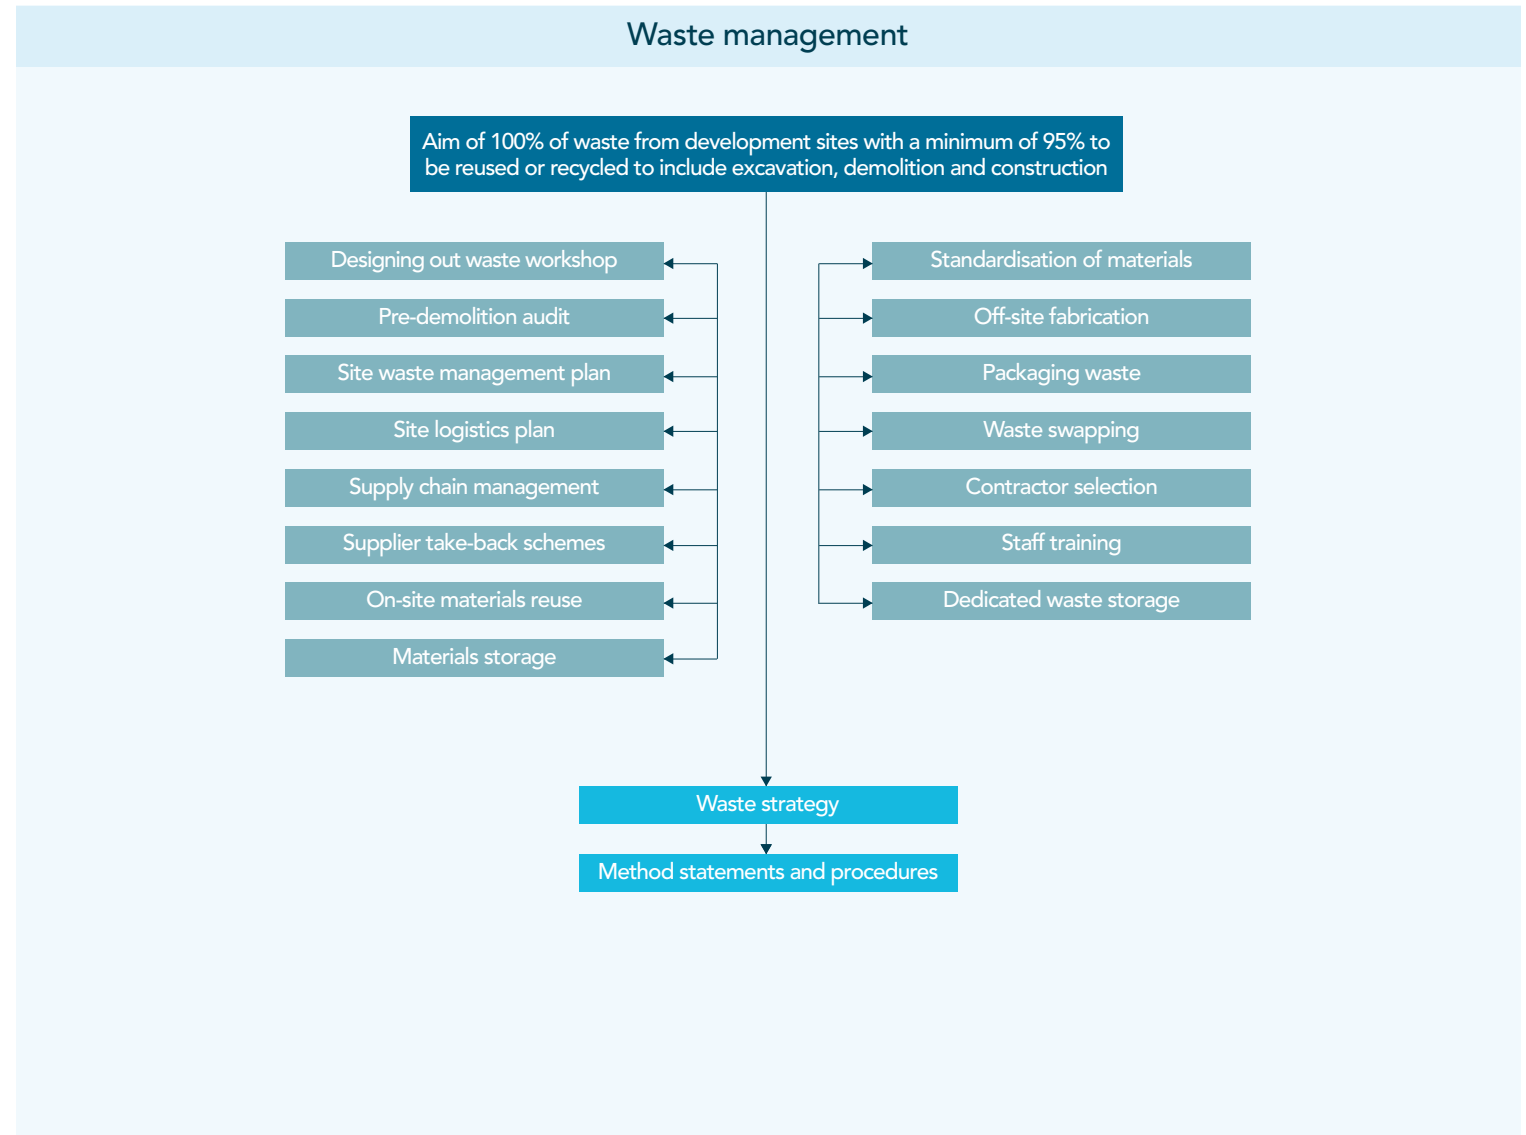 Waste management
Aim of 100% of waste from development sites with a minimum of 95% to
be reused or recycled to include excavation, demolition and construction
Designing out waste workshop
Pre-demolition audit
Site waste management plan
Site logistics plan
Supply chain management
Supplier take-back schemes
On-site materials reuse
Materials storage
Standardisation of materials
Off-site fabrication
Packaging waste
Waste swapping
Contractor selection
Staff training
Dedicated waste storage
Waste strategy
Method statements and procedures